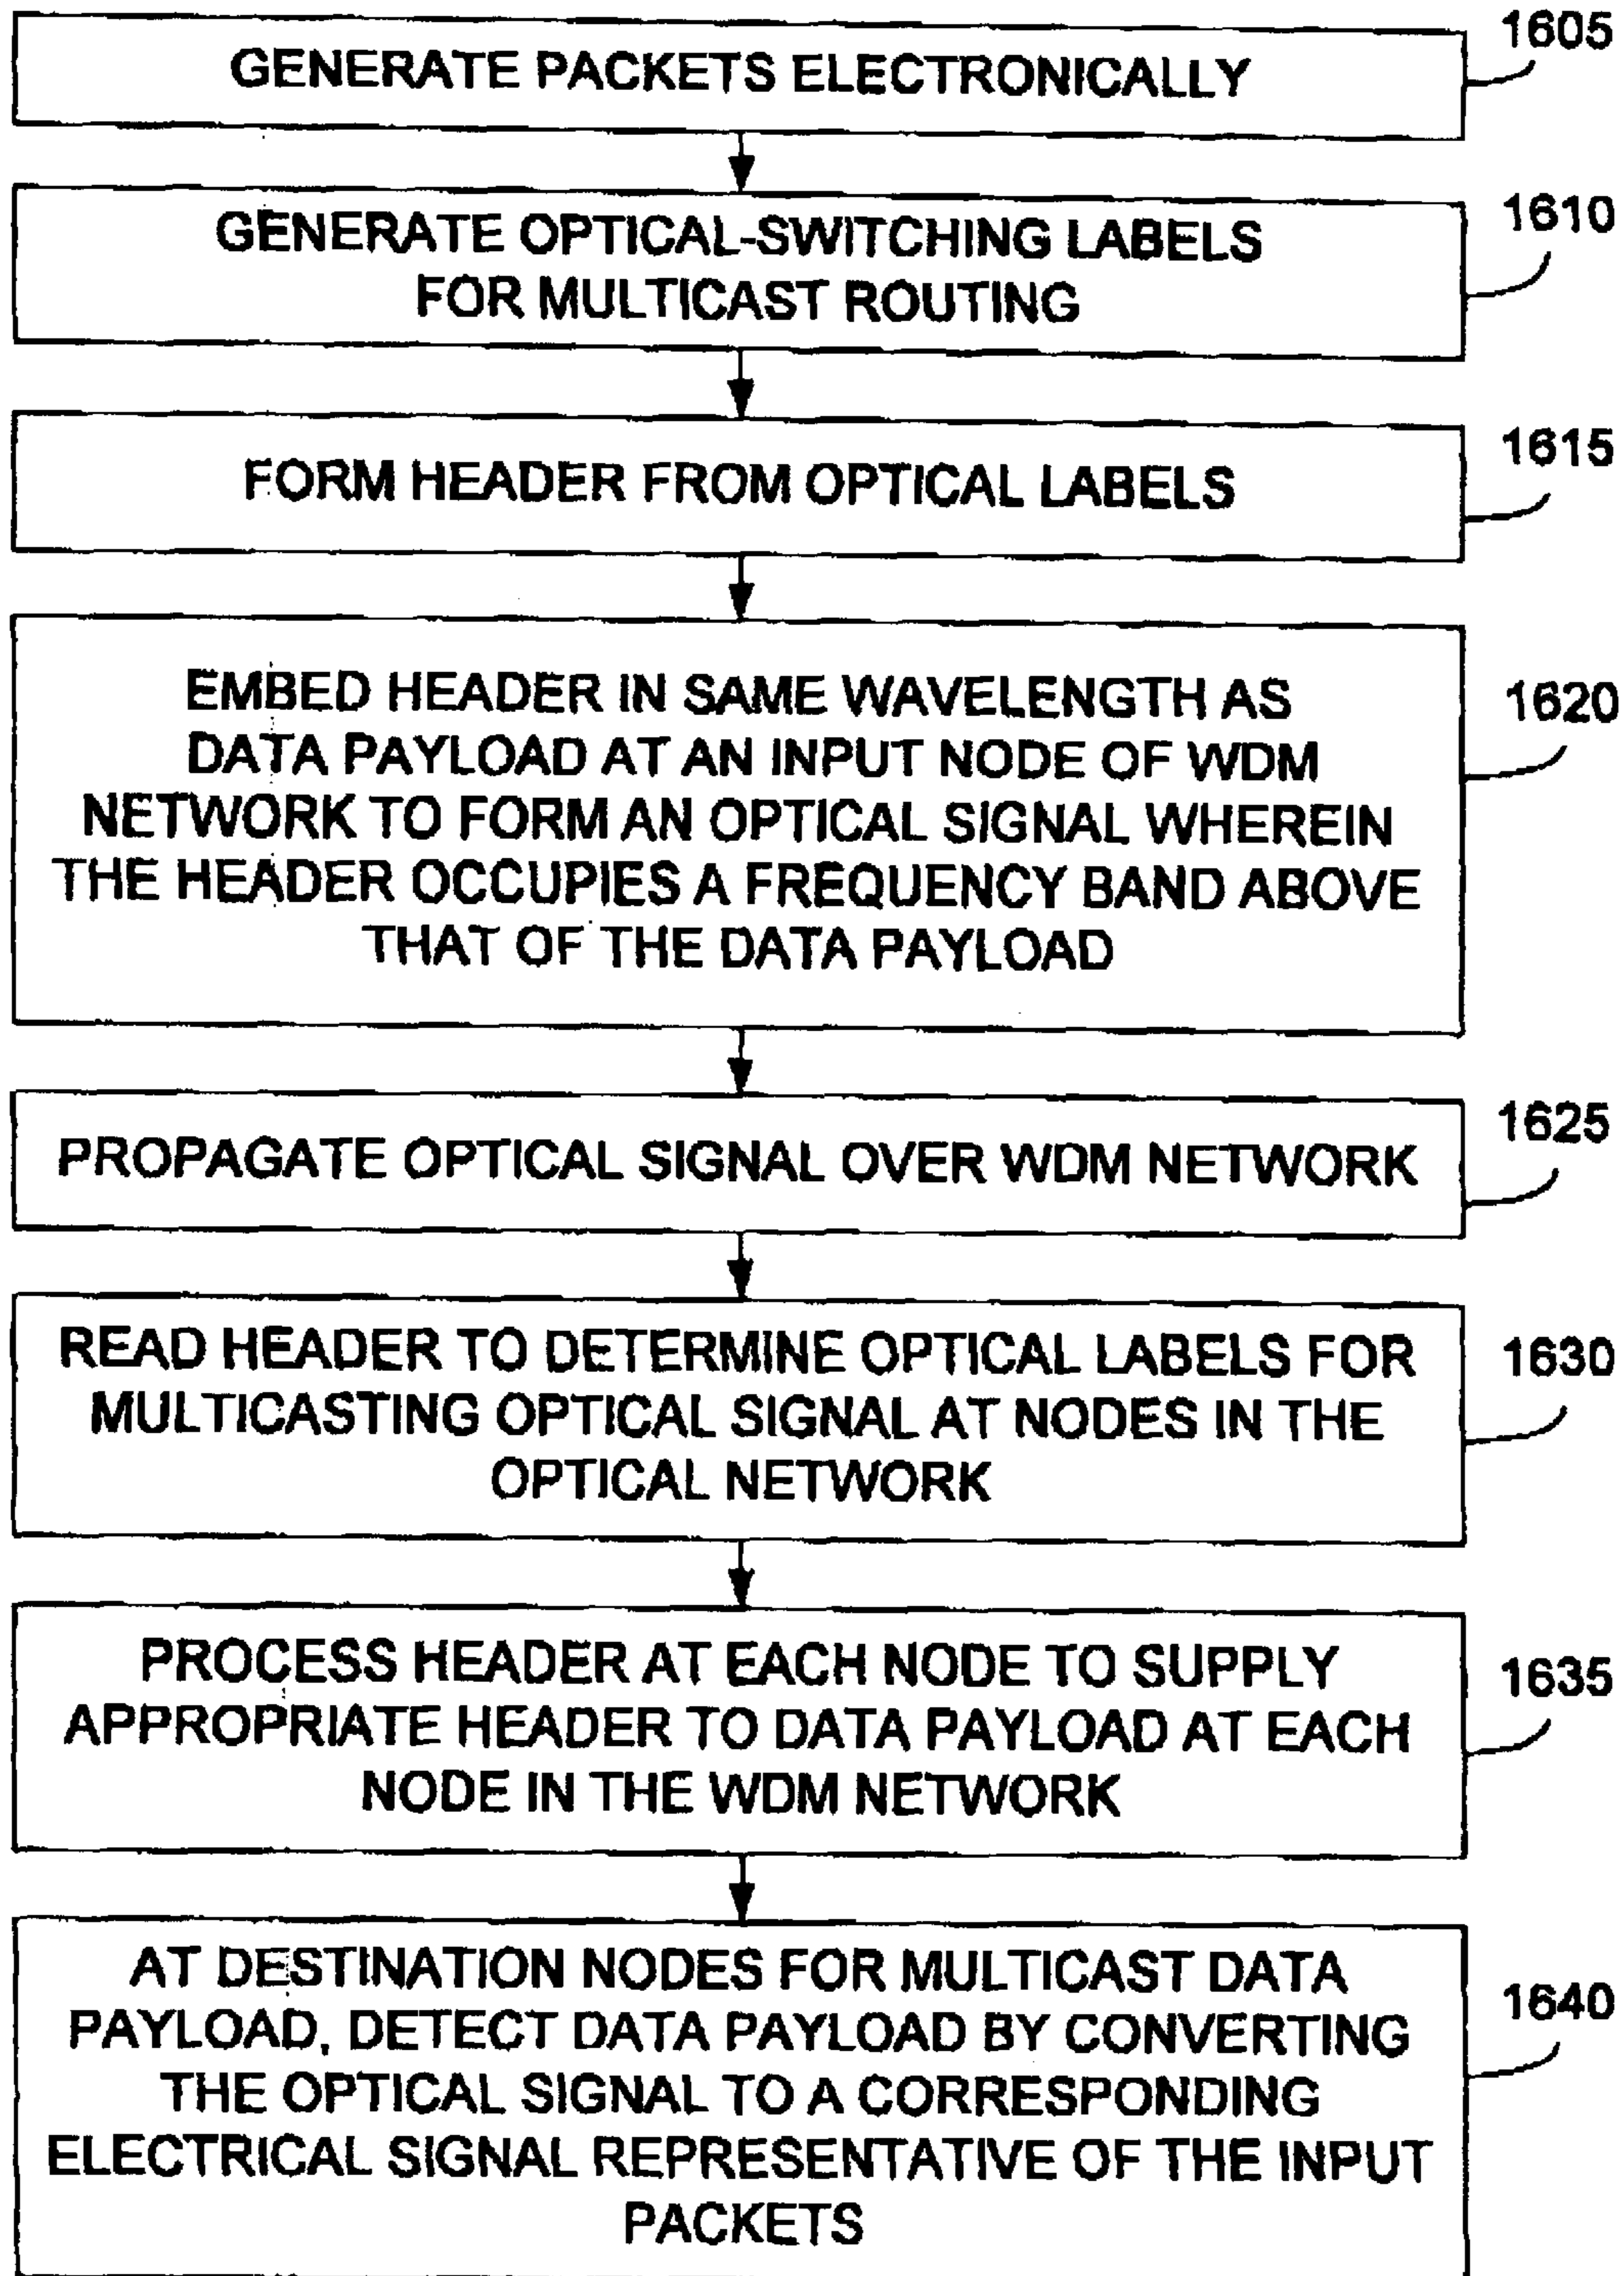 1605
GENERATE PACKETS ELECTRONICALLY
1610
GENERATE OPTICAL-SWITCHING LABELS
FOR MULTICAST ROUTING
1615
FORM HEADER FROM OPTICAL LABELS
1620
EMBED HEADER IN SAME WAVELENGTH AS
DATA PAYLOAD AT AN INPUT NODE OF WDM
NETWORK TO FORM AN OPTICAL SIGNAL WHEREIN
THE HEADER OCCUPIES A FREQUENCY BAND ABOVE
THAT OF THE DATA PAYLOAD
1625
PROPAGATE OPTICAL SIGNAL OVER WDM NETWORK
1630
READ HEADER TO DETERMINE OPTICAL LABELS FOR
MULTICASTING OPTICAL SIGNAL AT NODES IN THE
OPTICAL NETWORK
1635
PROCESS HEADER AT EACH NODE TO SUPPLY
APPROPRIATE HEADER TO DATA PAYLOAD AT EACH
NODE IN THE WDM NETWORK
1640
AT DESTINATION NODES FOR MULTICAST DATA
PAYLOAD, DETECT DATA PAYLOAD BY CONVERTING
THE OPTICAL SIGNAL TO A CORRESPONDING
ELECTRICAL SIGNAL REPRESENTATIVE OF THE INPUT
PACKETS